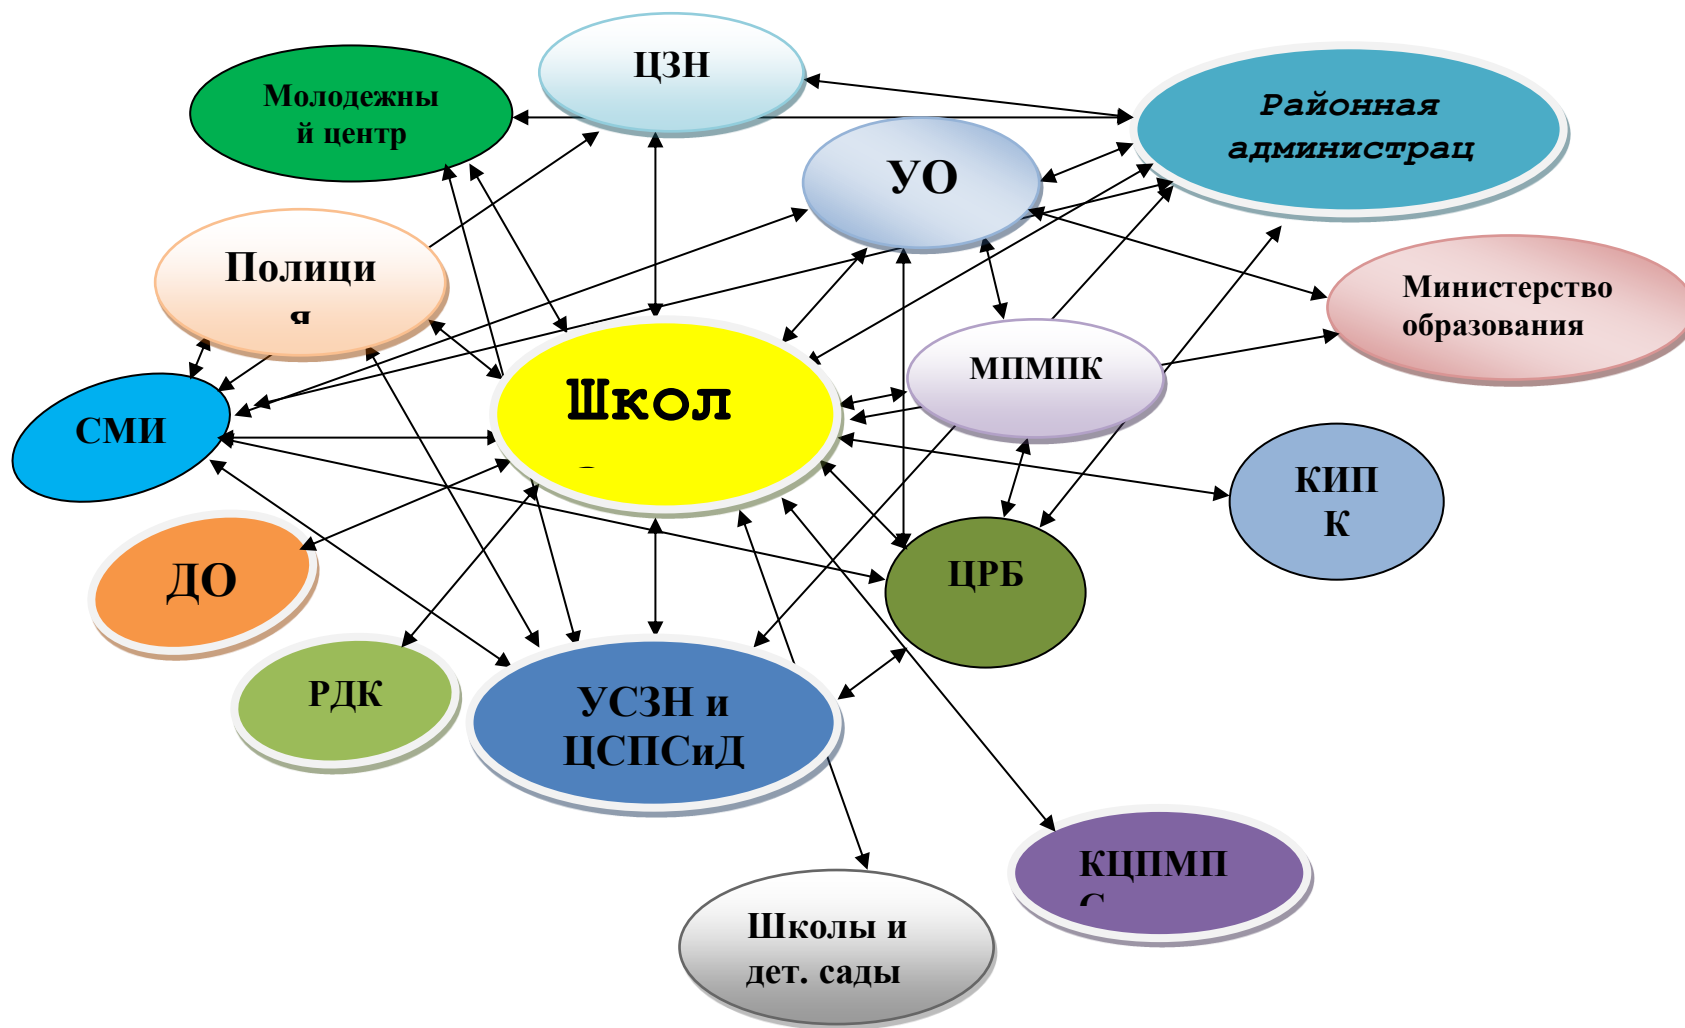 ЦЗН
Молодежны
й центр
Районная
администрац
УО
Полици
я
Министерство
образования
МПМПК
Школ
СМИ
КИП
К
ДО
ЦРБ
РДК
УСЗН и
ЦСПСиД
КЦПМП
С
Школы и
дет. сады